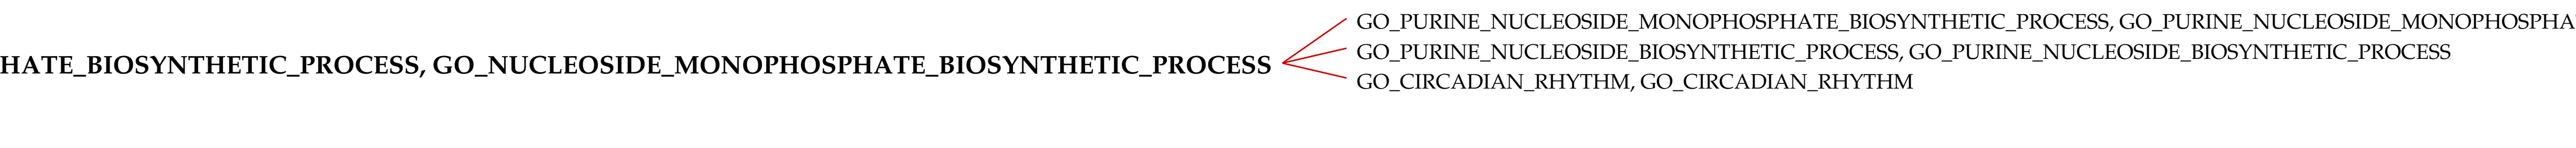 HATE_BIOSYNTHETIC_PROCESS, GO_NUCLEOSIDE_MONOPHOSPHATE_BIOSYNTHETIC_PROCESS
GO_PURINE_NUCLEOSIDE_MONOPHOSPHATE_BIOSYNTHETIC_PROCESS, GO_PURINE_NUCLEOSIDE_MONOPHOSPHA
GO_PURINE_NUCLEOSIDE_BIOSYNTHETIC_PROCESS, GO_PURINE_NUCLEOSIDE_BIOSYNTHETIC_PROCESS
GO_CIRCADIAN_RHYTHM, GO_CIRCADIAN_RHYTHM